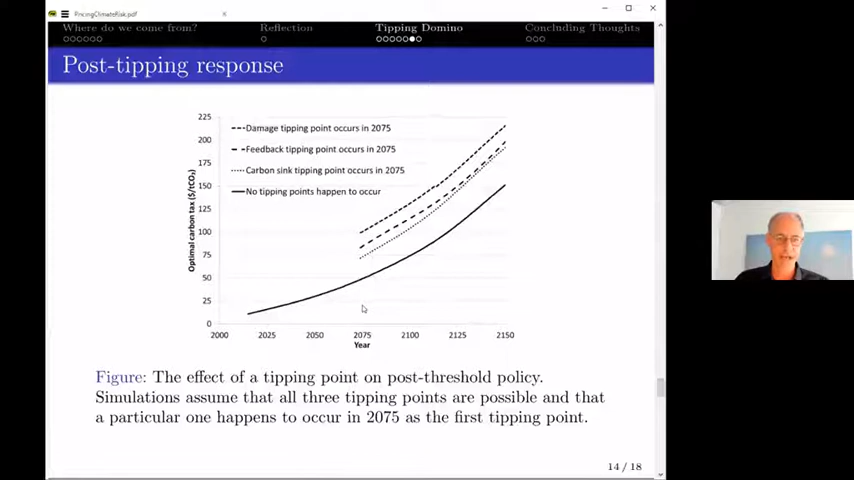 PricingClimateRisk.pdf
Where do we come from?
Reflection
Tipping Domino
Concluding Thoughts
Post-tipping response
225
200
175
150
125
100
75
50
25
0
Optimal carbon tax ($/tCO₂)
Damage tipping point occurs in 2075
Feedback tipping point occurs in 2075
Carbon sink tipping point occurs in 2075
No tipping points happen to occur
2000 2025 2050 2075 2100 2125 2150
Year
Figure: The effect of a tipping point on post-threshold policy.
Simulations assume that all three tipping points are possible and that
a particular one happens to occur in 2075 as the first tipping point.
14 / 18